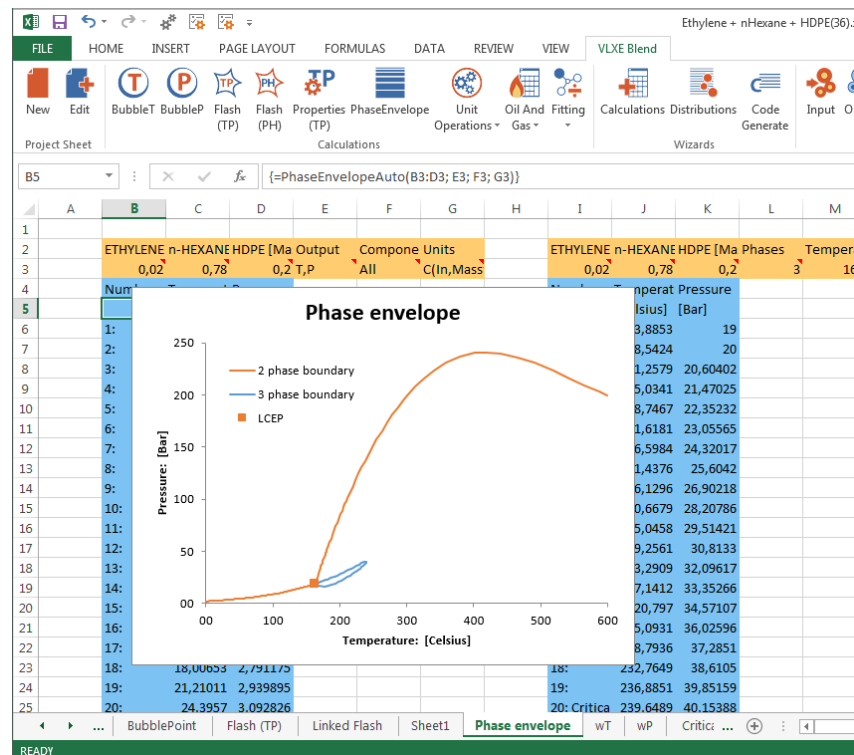 Ethylene + nHexane + HDPE(36).
FILE HOME INSERT PAGE LAYOUT FORMULAS DATA REVIEW VIEW VLXE Blend
New Edit BubbleT BubbleP Flash Flash Properties PhaseEnvelope Unit Oil And Fitting Calculations Distributions Code Input O
(TP) (PH) (TP) Operations Gas Generate
Project Sheet Calculations Wizards
B5 fx {=PhaseEnvelopeAuto(B3:D3; E3; F3; G3)}
A B C D E F G H I J K L M
1
2 ETHYLENE n-HEXANE HDPE [Ma Output Compone Units ETHYLENE n-HEXANE HDPE [Ma Phases Temper
3 0,02 0,78 0,2 T,P All C(In,Mass 0,02 0,78 0,2 3 16
4 Pressure
5 [Bar]
6 1: 3,8853 19
7 2: 8,5424 20
8 3: 1,2579 20,60402
9 4: 5,0341 21,47025
10 5: 8,7467 22,35232
11 6: 1,6181 23,05565
12 7: 6,5984 24,32017
13 8: 1,4376 25,6042
14 9: 6,1296 26,90218
15 10: 0,6679 28,20786
16 11: 5,0458 29,51421
17 12: 9,2561 30,8133
18 13: 3,2909 32,09617
19 14: 7,1412 33,35266
20 15: 20,797 34,57107
21 16: 5,0931 36,02596
22 17: 8,7936 37,2851
23 18: 18,00653 2,791175 18: 232,7649 38,6105
24 19: 21,21011 2,939895 19: 236,8851 39,85159
25 20: 24,3957 3,092826 20: Critica 239,6489 40,15388
Phase envelope
2 phase boundary
3 phase boundary
LCEP
Pressure: [Bar]
250
200
150
100
50
00
00 100 200 300 400 500 600
Temperature: [Celsius]
... BubblePoint Flash (TP) Linked Flash Sheet1 Phase envelope wT wP Critica ...
READY